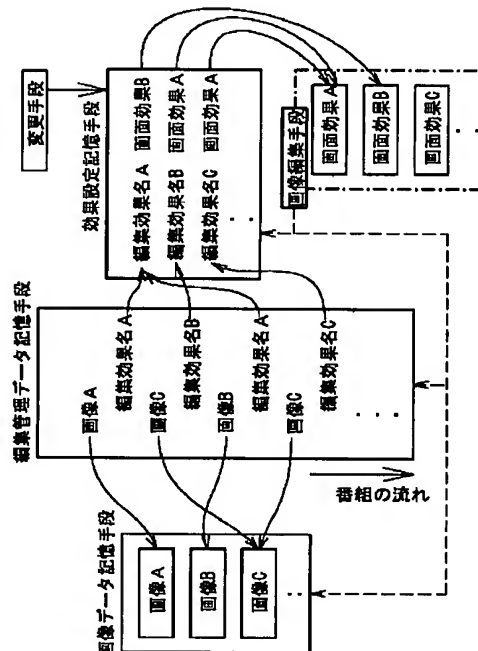 変更手段
効果設定記憶手段
編集効果名A 画面効果B
編集効果名B 画面効果A
編集効果名C 画面効果A
画像編集手段
画面効果A
画面効果B
画面効果C
編集管理データ記憶手段
画像A
編集効果名A
画像C
編集効果名B
画像B
編集効果名A
画像C
編集効果名C
番組の流れ
画像データ記憶手段
画像A
画像B
画像C